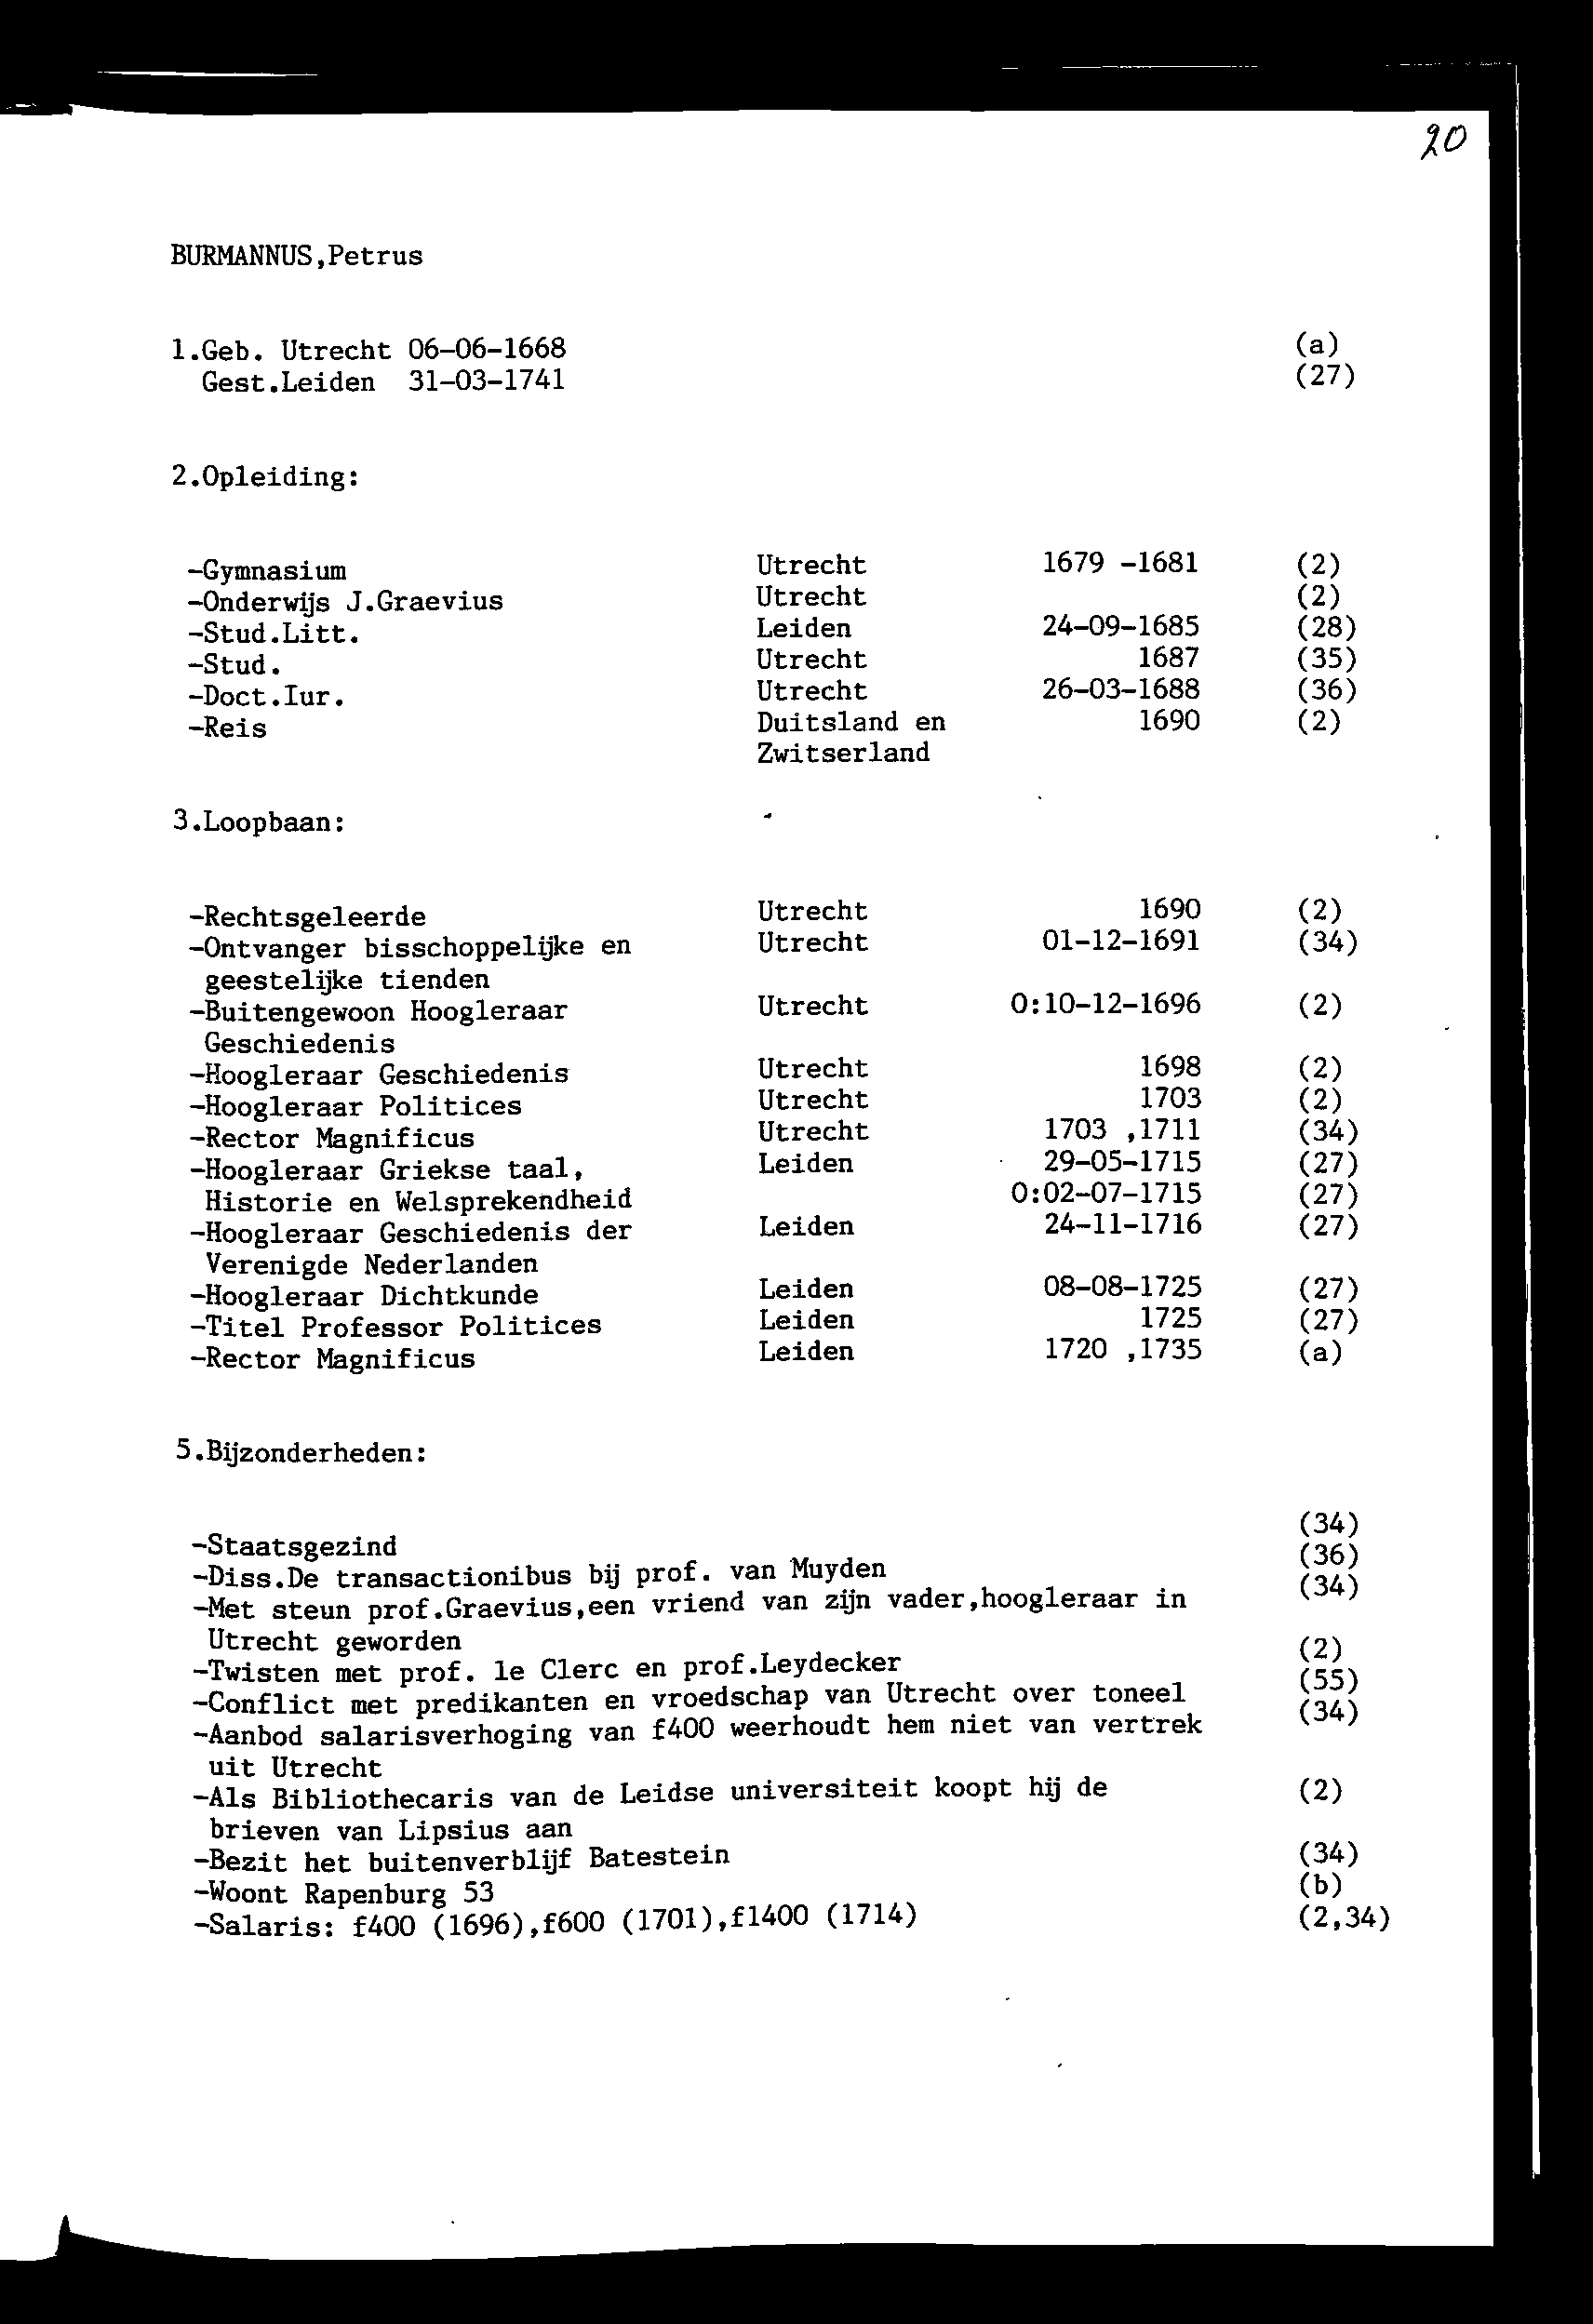 20
BURMANNUS,Petrus
1.Geb. Utrecht 06-06-1668 (a)
Gest.Leiden 31-03-1741 (27)
2.Opleiding:
-Gymnasium Utrecht 1679 -1681 (2)
-Onderwijs J.Graevius Utrecht (2)
-Stud.Litt. Leiden 24-09-1685 (28)
-Stud. Utrecht 1687 (35)
-Doct.Iur. Utrecht 26-03-1688 (36)
-Reis Duitsland en 1690 (2)
Zwitserland
3.Loopbaan:
-Rechtsgeleerde Utrecht 1690 (2)
-Ontvanger bisschoppelijke en Utrecht 01-12-1691 (34)
geestelijke tienden
-Buitengewoon Hoogleraar Utrecht O:10-12-1696 (2)
Geschiedenis
-Hoogleraar Geschiedenis Utrecht 1698 (2)
-Hoogleraar Politices Utrecht 1703 (2)
-Rector Magnificus Utrecht 1703 ,1711 (34)
-Hoogleraar Griekse taal, Leiden 29-05-1715 (27)
Historie en Welsprekendheid O:02-07-1715 (27)
-Hoogleraar Geschiedenis der Leiden 24-11-1716 (27)
Verenigde Nederlanden
-Hoogleraar Dichtkunde Leiden 08-08-1725 (27)
-Titel Professor Politices Leiden 1725 (27)
-Rector Magnificus Leiden 1720 ,1735 (a)
5.Bijzonderheden:
-Staatsgezind (34)
-Diss.De transactionibus bij prof. van Muyden (36)
-Met steun prof.Graevius,een vriend van zijn vader,hoogleraar in (34)
Utrecht geworden
-Twisten met prof. le Clerc en prof.Leydecker (2)
-Conflict met predikanten en vroedschap van Utrecht over toneel (55)
-Aanbod salarisverhoging van f400 weerhoudt hem niet van vertrek (34)
uit Utrecht
-Als Bibliothecaris van de Leidse universiteit koopt hij de (2)
brieven van Lipsius aan
-Bezit het buitenverblijf Batestein (34)
-Woont Rapenburg 53 (b)
-Salaris: f400 (1696),f600 (1701),f1400 (1714) (2,34)